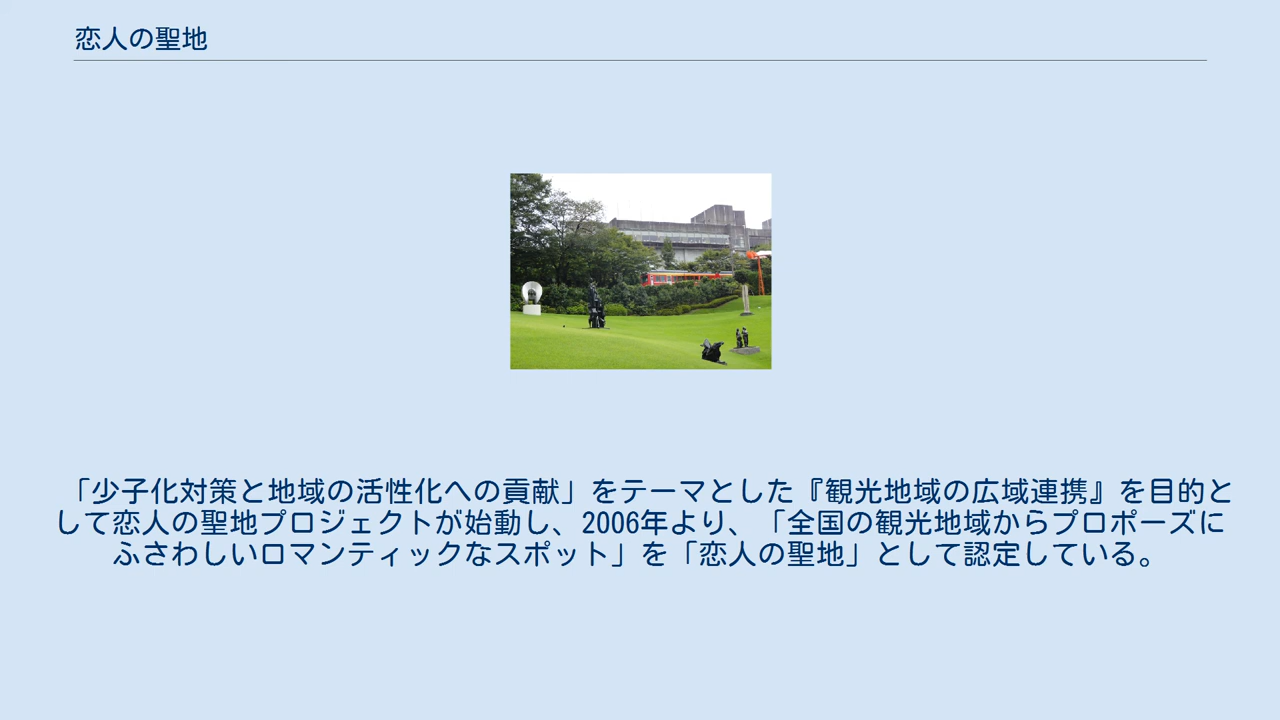 恋人の聖地
「少子化対策と地域の活性化への貢献」をテーマとした『観光地域の広域連携』を目的と
して恋人の聖地プロジェクトが始動し、2006年より、「全国の観光地域からプロポーズに
ふさわしいロマンティックなスポット」を「恋人の聖地」として認定している。